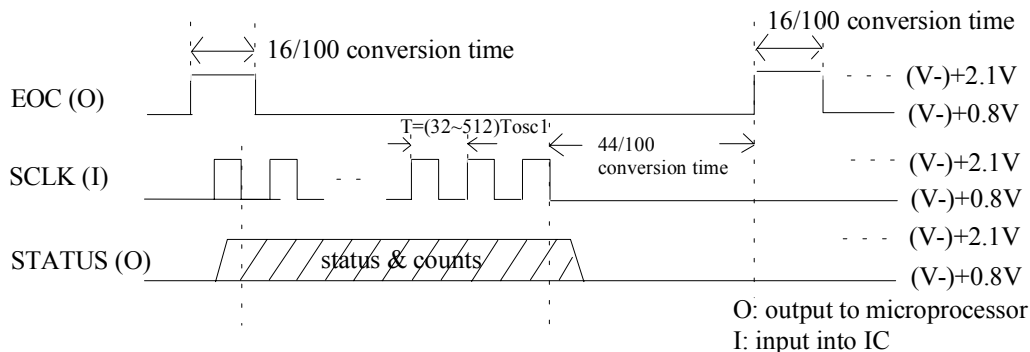 16/100 conversion time
16/100 conversion time
EOC (O)
(V-)+2.1V
(V-)+0.8V
T=(32~512)Tosc1
44/100
conversion time
SCLK (I)
(V-)+2.1V
(V-)+0.8V
STATUS (O)
status & counts
(V-)+2.1V
(V-)+0.8V
O: output to microprocessor
I: input into IC